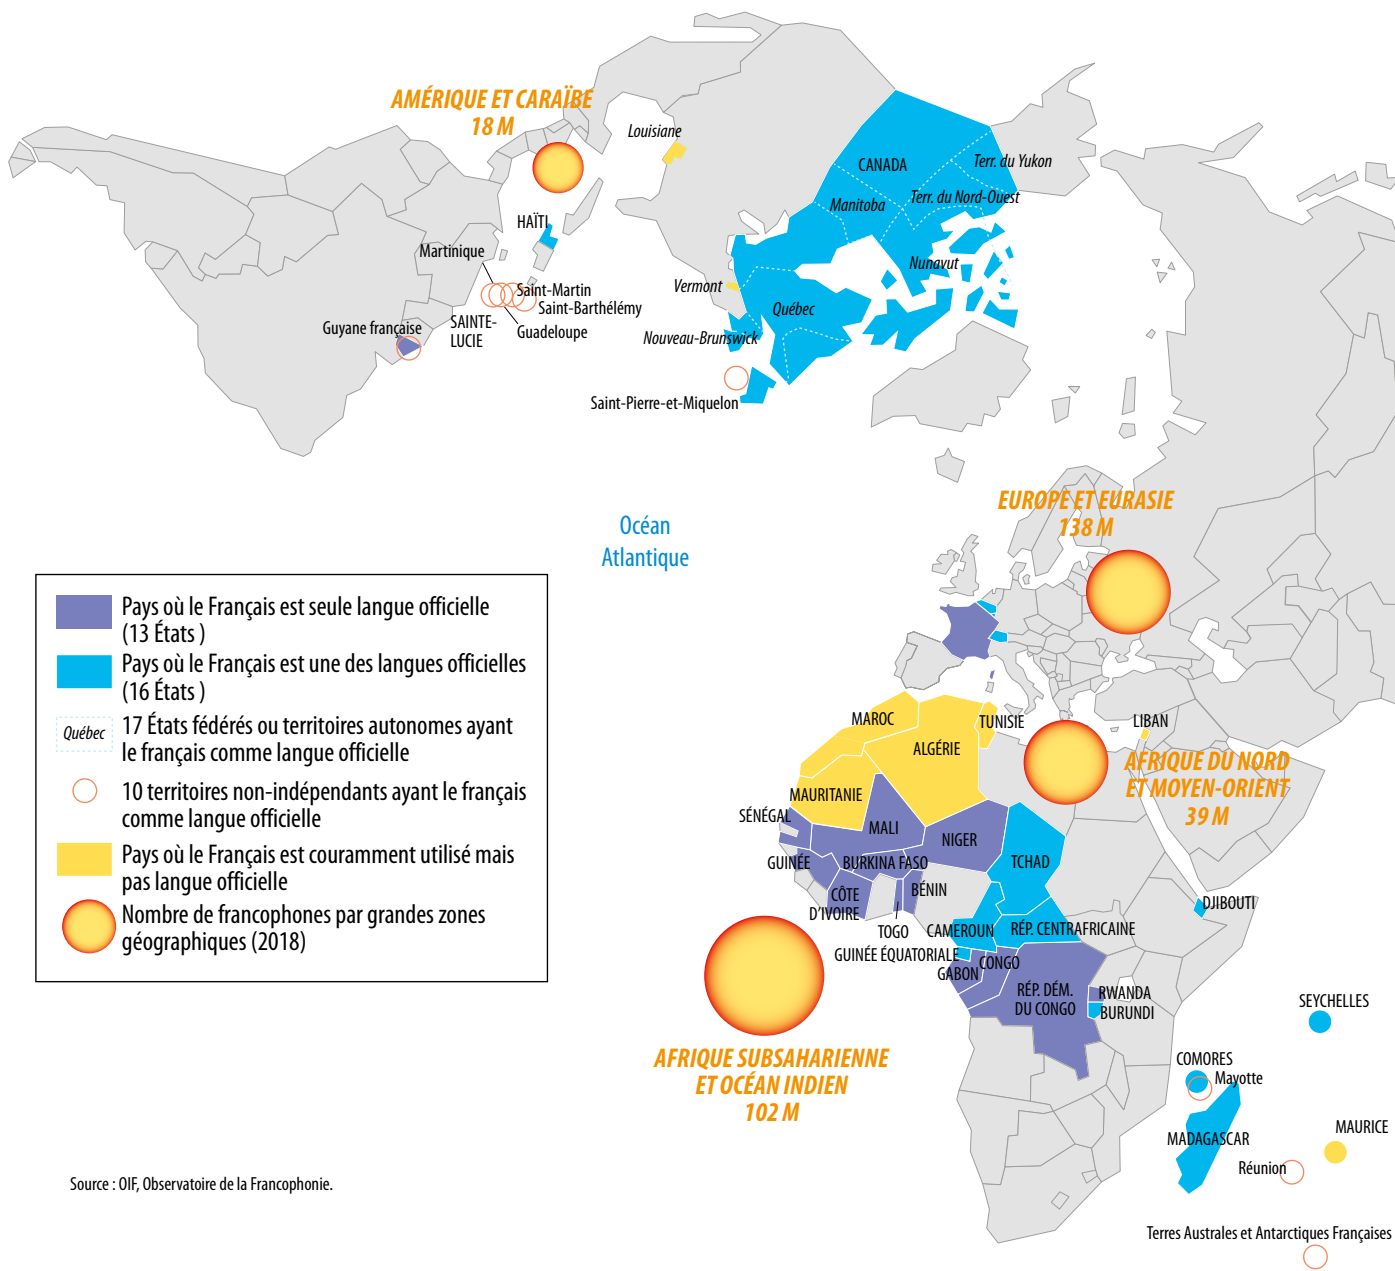 AMÉRIQUE ET CARAÏBE
18 M
Louisiane
CANADA
Terr. du Yukon
Manitoba
Terr. du Nord-Ouest
HAÏTI
Martinique
Nunavut
Saint-Martin
Vermont
Saint-Barthélémy
Québec
Guyane française
SAINTE-
LUCIE
Guadeloupe
Nouveau-Brunswick
Saint-Pierre-et-Miquelon
EUROPE ET EURASIE
138 M
Océan
Atlantique
Pays où le Français est seule langue officielle
(13 États )
Pays où le Français est une des langues officielles
(16 États )
Québec
17 États fédérés ou territoires autonomes ayant
le français comme langue officielle
10 territoires non-indépendants ayant le français
comme langue officielle
Pays où le Français est couramment utilisé mais
pas langue officielle
Nombre de francophones par grandes zones
géographiques (2018)
MAROC
TUNISIE
LIBAN
ALGÉRIE
AFRIQUE DU NORD
ET MOYEN-ORIENT
39 M
MAURITANIE
SÉNÉGAL
MALI
NIGER
GUINÉE
BURKINA FASO
TCHAD
CÔTE
D'IVOIRE
BÉNIN
DJIBOUTI
TOGO
CAMEROUN
RÉP. CENTRAFRICAINE
GUINÉE ÉQUATORIALE
GABON
CONGO
RÉP. DÉM.
DU CONGO
RWANDA
BURUNDI
SEYCHELLES
AFRIQUE SUBSAHARIENNE
ET OCÉAN INDIEN
102 M
COMORES
Mayotte
MADAGASCAR
MAURICE
Réunion
Source : OIF, Observatoire de la Francophonie.
Terres Australes et Antarctiques Françaises